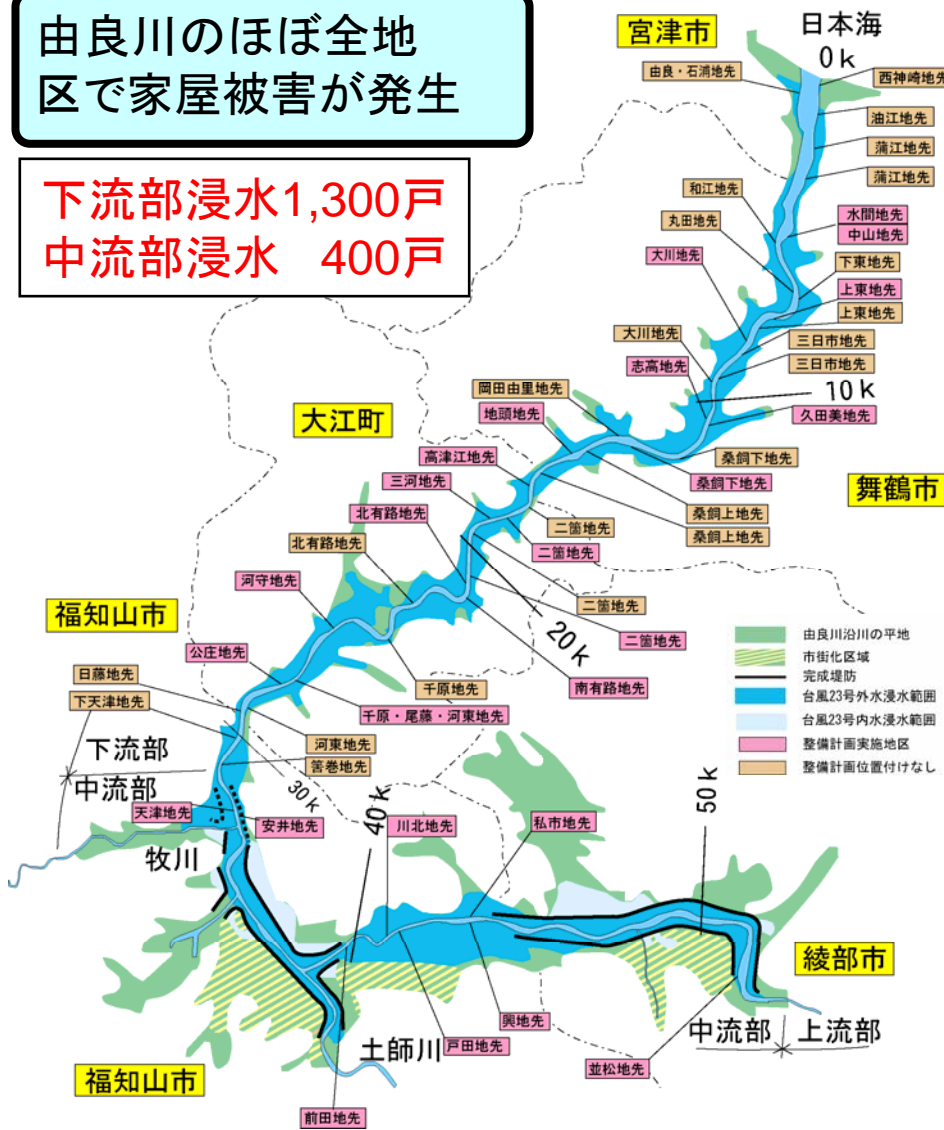 由良川のほぼ全地
区で家屋被害が発生
下流部浸水1,300戸
中流部浸水 400戸
宮津市
日本海
0k
由良・石浦地先
西神崎地先
油江地先
蒲江地先
蒲江地先
和江地先
丸田地先
水間地先
中山地先
大川地先
下東地先
上東地先
上東地先
大川地先
三日市地先
志高地先
三日市地先
岡田由里地先
10k
地頭地先
久田美地先
大江町
高津江地先
桑飼下地先
三河地先
桑飼下地先
舞鶴市
北有路地先
桑飼上地先
二箇地先
桑飼上地先
北有路地先
二箇地先
河守地先
二箇地先
福知山市
20k
二箇地先
公庄地先
日藤地先
千原地先
南有路地先
下天津地先
千原・尾藤・河東地先
河東地先
下流部
筈巻地先
中流部
30k
由良川沿川の平地
市街化区域
完成堤防
台風23号外水浸水範囲
台風23号内水浸水範囲
整備計画実施地区
整備計画位置付けなし
天津地先
安井地先
40k
川北地先
私市地先
50k
牧川
綾部市
興地先
戸田地先
土師川
中流部
上流部
並松地先
福知山市
前田地先